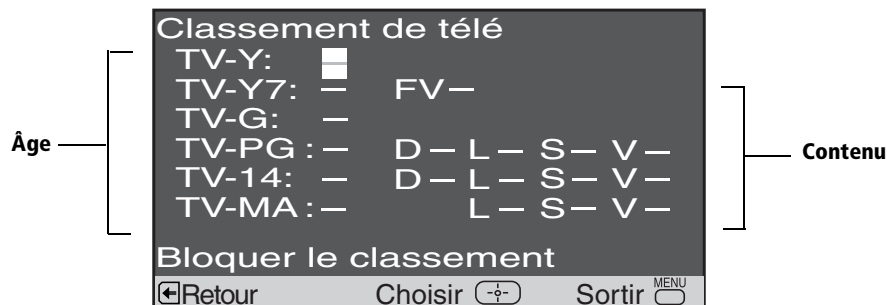 Classement de télé
TV-Y: –
TV-Y7: – FV –
TV-G: –
TV-PG : – D – L – S – V –
TV-14: – D – L – S – V –
TV-MA : – L – S – V –
Âge
Contenu
Bloquer le classement
Retour Choisir Sortir MENU